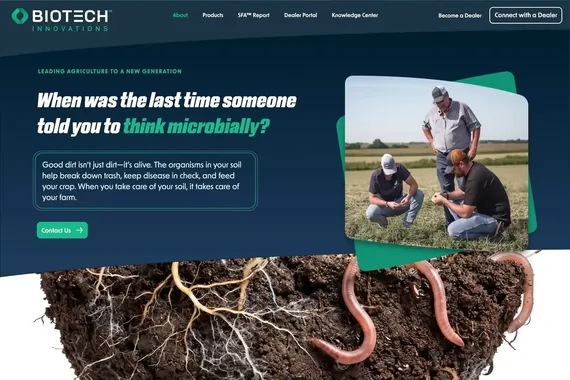 BIOTECH™
INNOVATIONS
About Products SFA™ Report Dealer Portal Knowledge Center
Become a Dealer
Connect with a Dealer
LEADING AGRICULTURE TO A NEW GENERATION
When was the last time someone
told you to think microbially?
Good dirt isn't just dirt—it's alive. The organisms in your soil
help break down trash, keep disease in check, and feed
your crop. When you take care of your soil, it takes care of
your farm.
Contact Us →